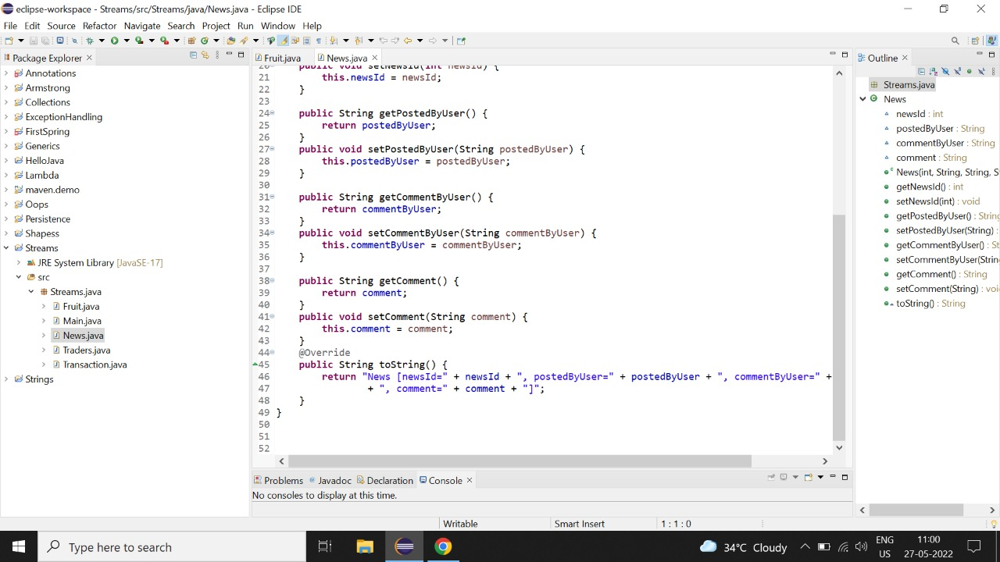 eclipse-workspace - Streams/src/Streams/java/News.java - Eclipse IDE
File Edit Source Refactor Navigate Search Project Run Window Help
Package Explorer
Annotations
Armstrong
Collections
ExceptionHandling
FirstSpring
Generics
HelloJava
Lambda
maven.demo
Oops
Persistence
Shapess
Streams
JRE System Library [JavaSE-17]
src
Streams.java
Fruit.java
Main.java
News.java
Traders.java
Transaction.java
Strings
Fruit.java News.java
20 public void setNewsId(int newsId) {
21 this.newsId = newsId;
22 }
23
24 public String getPostedByUser() {
25 return postedByUser;
26 }
27 public void setPostedByUser(String postedByUser) {
28 this.postedByUser = postedByUser;
29 }
30
31 public String getCommentByUser() {
32 return commentByUser;
33 }
34 public void setCommentByUser(String commentByUser) {
35 this.commentByUser = commentByUser;
36 }
37
38 public String getComment() {
39 return comment;
40 }
41 public void setComment(String comment) {
42 this.comment = comment;
43 }
44 @Override
45 public String toString() {
46 return "News [newsId=" + newsId + ", postedByUser=" + postedByUser + ", commentByUser=" +
47 + ", comment=" + comment + "]";
48 }
49 }
50
51
52
Problems Javadoc Declaration Console
No consoles to display at this time.
Outline
Streams.java
News
newsId : int
postedByUser : String
commentByUser : String
comment : String
News(int, String, String, S
getNewsId() : int
setNewsId(int) : void
getPostedByUser() : String
setPostedByUser(String) :
getCommentByUser() : St
setCommentByUser(Strin
getComment() : String
setComment(String) : voi
toString() : String
Writable Smart Insert 1 : 1 : 0
Type here to search
34°C Cloudy
ENG
US
11:00
27-05-2022